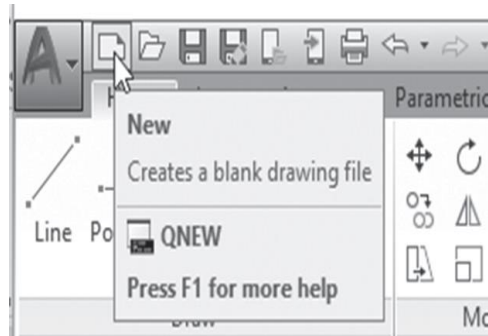 A
Parametric
New
Creates a blank drawing file
Line Po
QNEW
Press F1 for more help
Draw
Mo